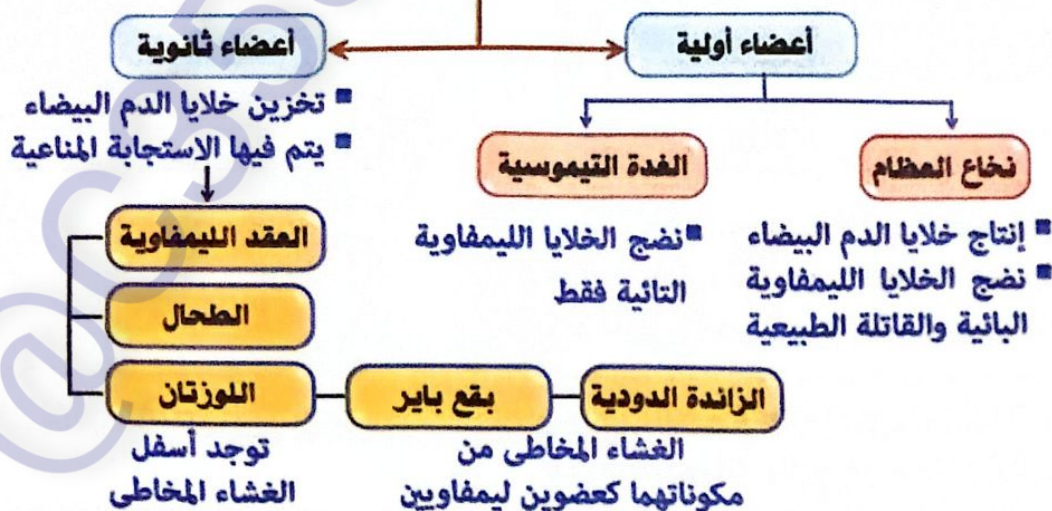 أعضاء أولية
أعضاء ثانوية
■ تخزين خلايا الدم البيضاء
■ يتم فيها الاستجابة المناعية
نخاع العظام
■ إنتاج خلايا الدم البيضاء
■ نضج الخلايا الليمفاوية
البائية والقاتلة الطبيعية
الغدة التيموسية
■ نضج الخلايا الليمفاوية
التائية فقط
العقد الليمفاوية
الطحال
اللوزتان
بقع باير
الزائدة الدودية
توجد أسفل
الغشاء المخاطى
الغشاء المخاطى من
مكوناتهما كعضوين ليمفاويين